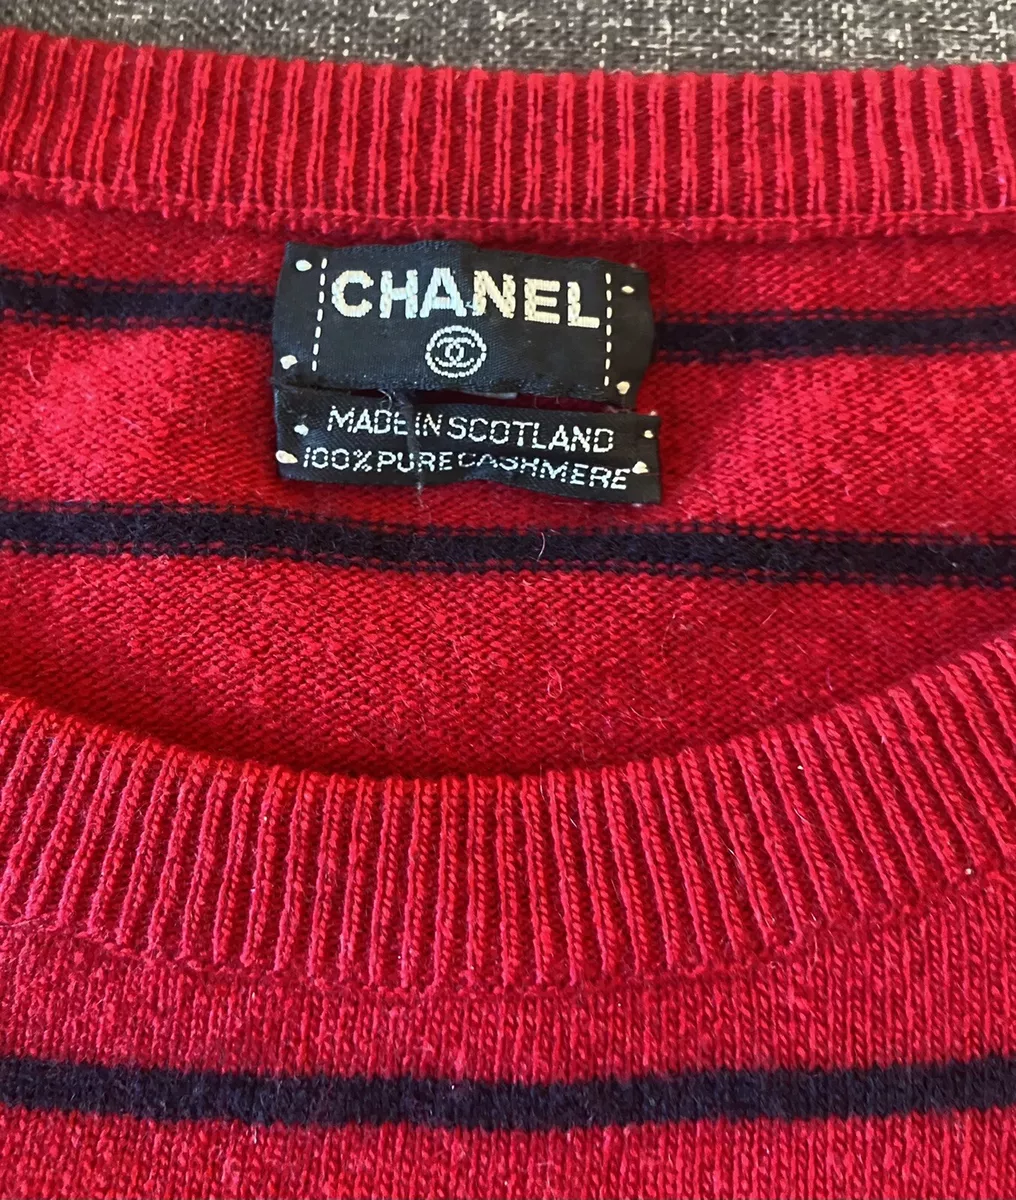 CHANEL
MADE IN SCOTLAND
100% PURE CASHMERE